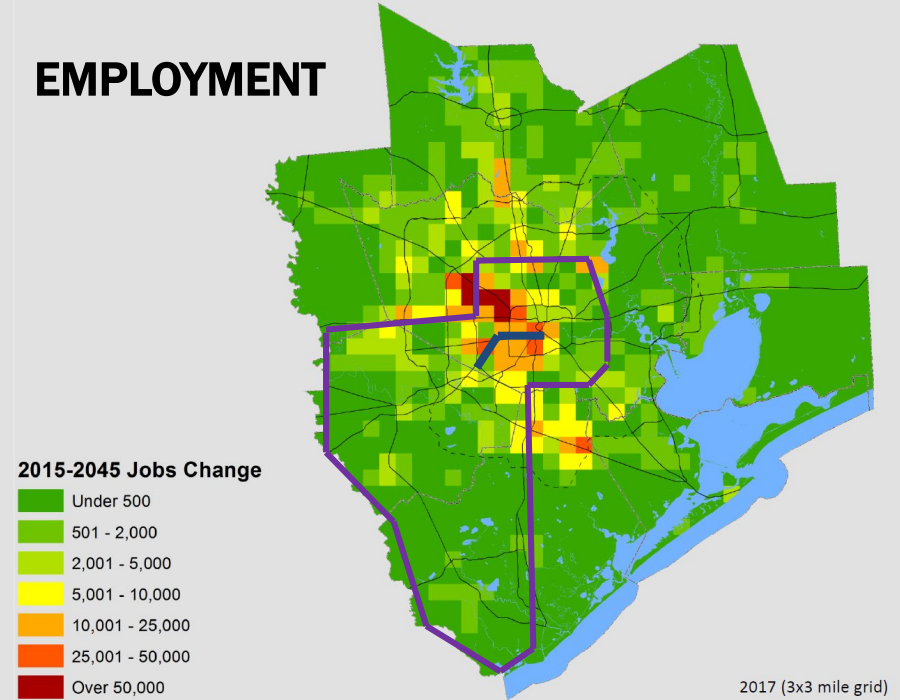 EMPLOYMENT
2015-2045 Jobs Change
Under 500
501 - 2,000
2,001 - 5,000
5,001 - 10,000
10,001 - 25,000
25,001 - 50,000
Over 50,000
2017 (3x3 mile grid)